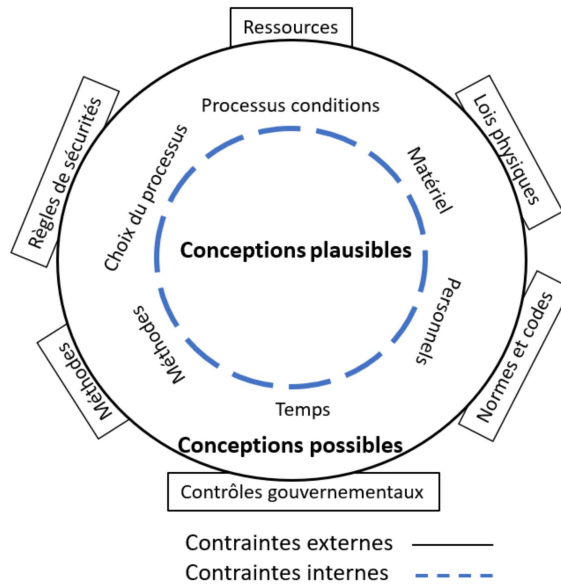 Ressources
Processus conditions
Règles de sécurités
Lois physiques
Choix du processus
Matériel
Conceptions plausibles
Méthodes
Personnels
Méthodes
Normes et codes
Temps
Conceptions possibles
Contrôles gouvernementaux
Contraintes externes
Contraintes internes